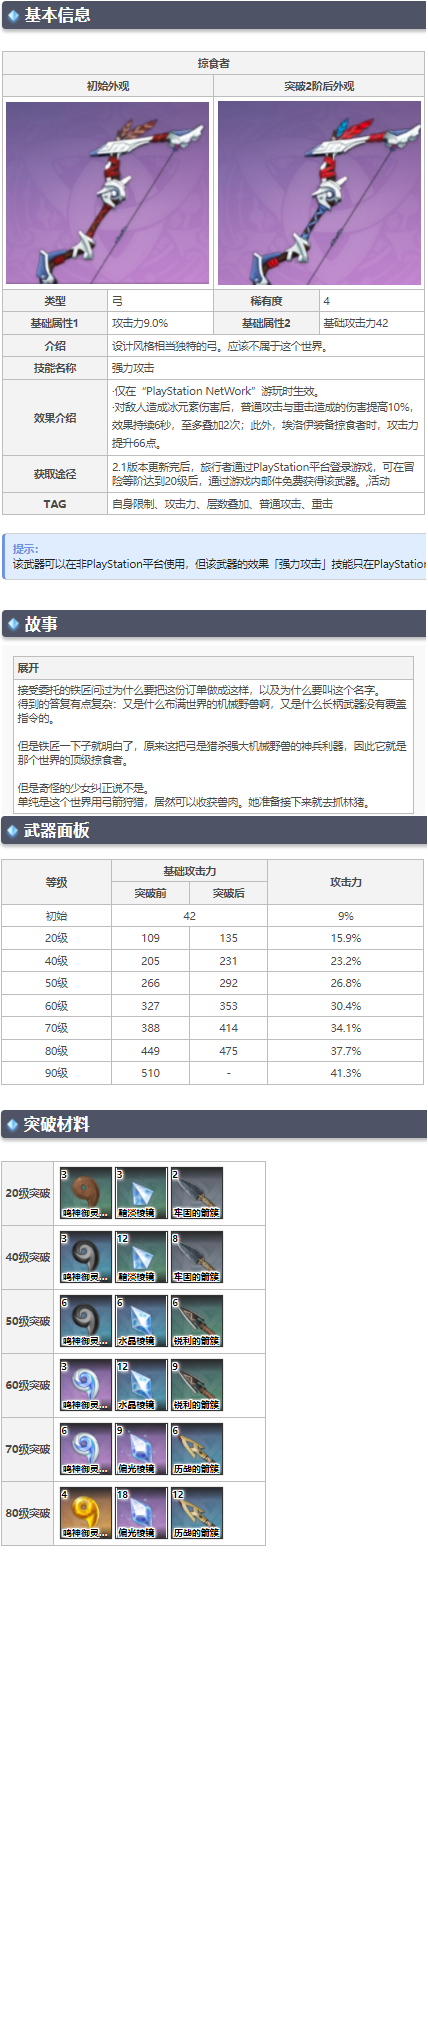 基本信息
掠食者
初始外观 突破2阶后外观
类型 弓 稀有度 4
基础属性1 攻击力9.0% 基础属性2 基础攻击力42
介绍 设计风格相当独特的弓。应该不属于这个世界。
技能名称 强力攻击
效果介绍
·仅在“PlayStation NetWork”游玩时生效。
·对敌人造成冰元素伤害后，普通攻击与重击造成的伤害提高10%，
效果持续6秒，至多叠加2次；此外，埃洛伊装备掠食者时，攻击力
提升66点。
获取途径
2.1版本更新完后，旅行者通过PlayStation平台登录游戏，可在冒
险等阶达到20级后，通过游戏内邮件免费获得该武器。,活动
TAG 自身限制、攻击力、层数叠加、普通攻击、重击
提示：
该武器可以在非PlayStation平台使用，但该武器的效果「强力攻击」技能只在PlayStation
故事
展开
接受委托的铁匠问过为什么要把这份订单做成这样，以及为什么要叫这个名字。
得到的答复有点复杂：又是什么布满世界的机械野兽啊，又是什么长柄武器没有覆盖
指令的。
但是铁匠一下子就明白了，原来这把弓是猎杀强大机械野兽的神兵利器，因此它就是
那个世界的顶级掠食者。
但是奇怪的少女纠正说不是。
单纯是这个世界用弓箭狩猎，居然可以收获兽肉。她准备接下来就去抓林猪。
武器面板
等级 基础攻击力 攻击力
突破前 突破后
初始 42 9%
20级 109 135 15.9%
40级 205 231 23.2%
50级 266 292 26.8%
60级 327 353 30.4%
70级 388 414 34.1%
80级 449 475 37.7%
90级 510 - 41.3%
突破材料
20级突破 3 鸣神御灵... 3 黯淡棱镜 2 牢固的箭簇
40级突破 3 鸣神御灵... 12 黯淡棱镜 8 牢固的箭簇
50级突破 6 鸣神御灵... 6 水晶棱镜 6 锐利的箭簇
60级突破 3 鸣神御灵... 12 水晶棱镜 9 锐利的箭簇
70级突破 6 鸣神御灵... 9 偏光棱镜 6 历战的箭簇
80级突破 4 鸣神御灵... 18 偏光棱镜 12 历战的箭簇